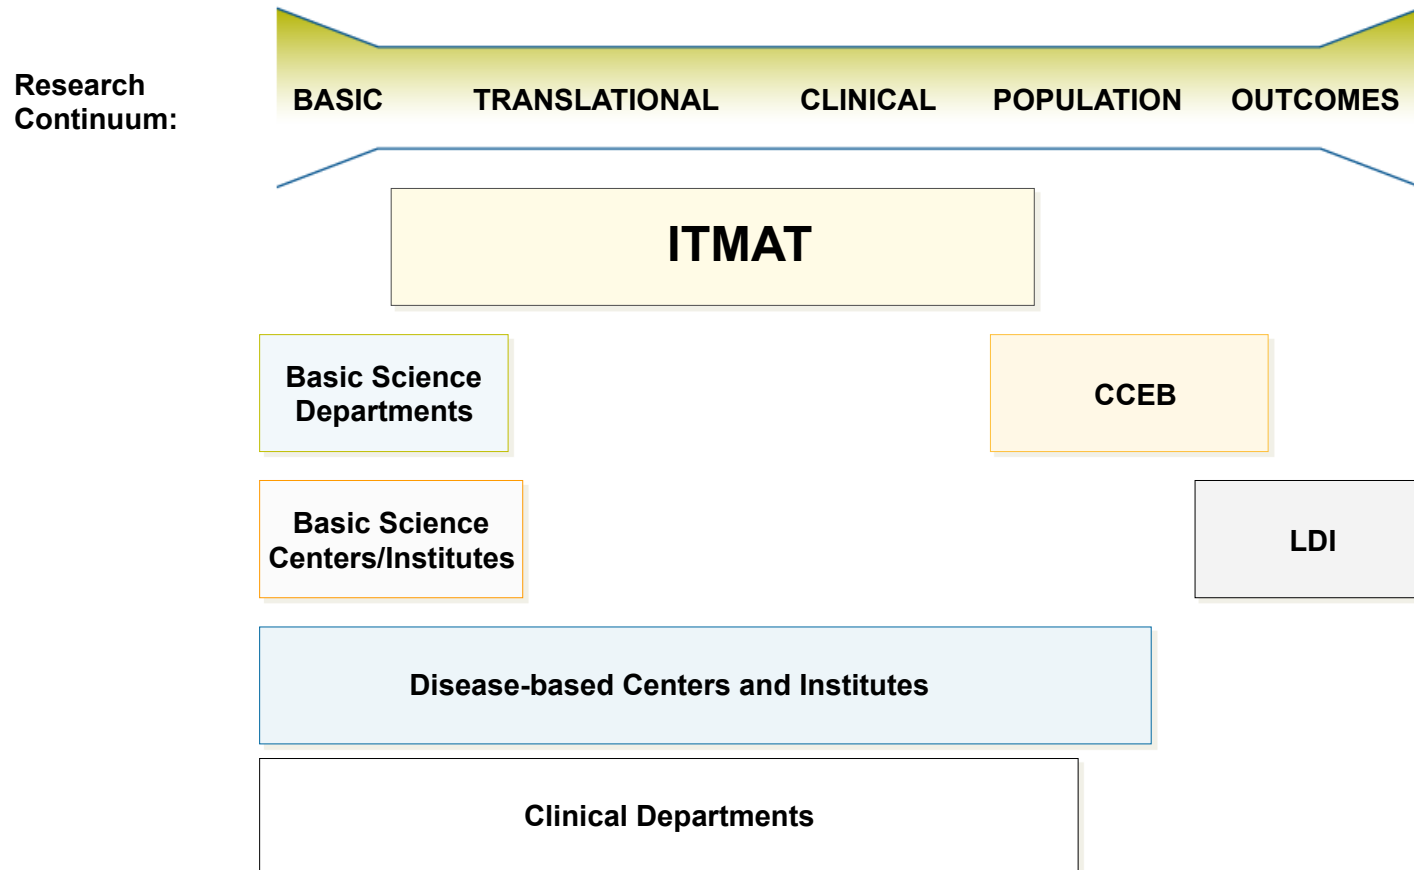 Research
Continuum:
BASIC TRANSLATIONAL CLINICAL POPULATION OUTCOMES
ITMAT
Basic Science
Departments
CCEB
Basic Science
Centers/Institutes
LDI
Disease-based Centers and Institutes
Clinical Departments